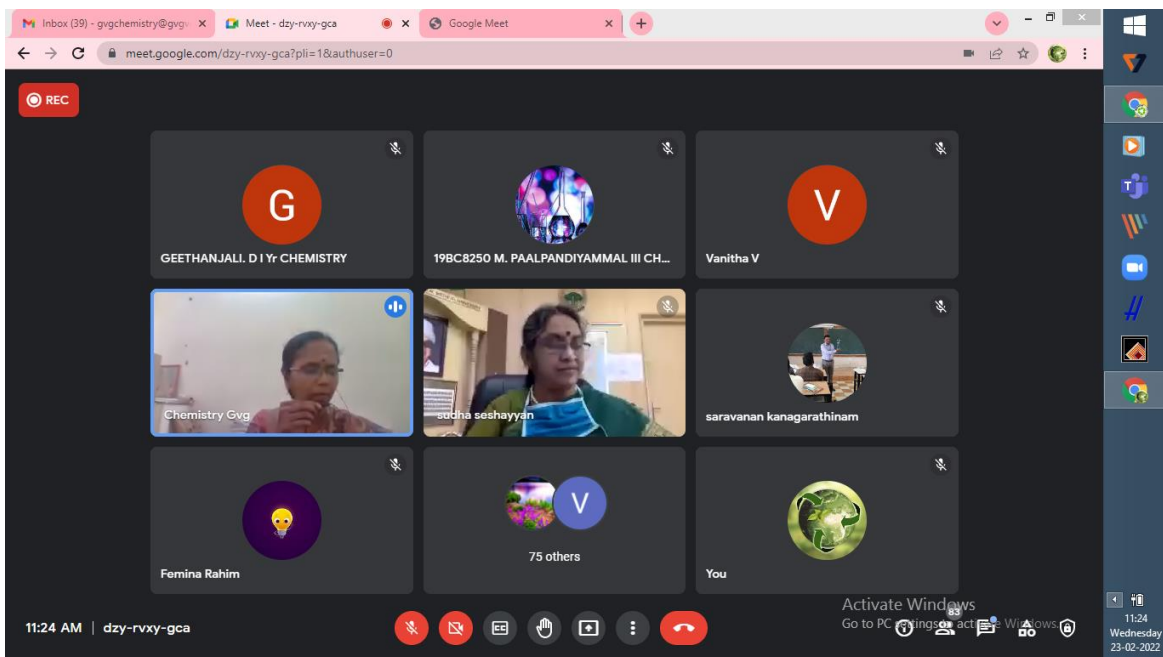 Inbox (39) - gvgchemistry@gvg
Meet - dzy-rvxy-gca
Google Meet
meet.google.com/dzy-rvxy-gca?pli=1&authuser=0
REC
G
GEETHANJALI. D I Yr CHEMISTRY
19BC8250 M. PAALPANDIYAMMAL III CH...
V
Vanitha V
Chemistry Gvg
sudha seshayyan
saravanan kanagarathinam
Femina Rahim
V
75 others
You
Activate Windows
Go to PC settings to activate Windows.
83
11:24 AM | dzy-rvxy-gca
11:24
Wednesday
23-02-2022